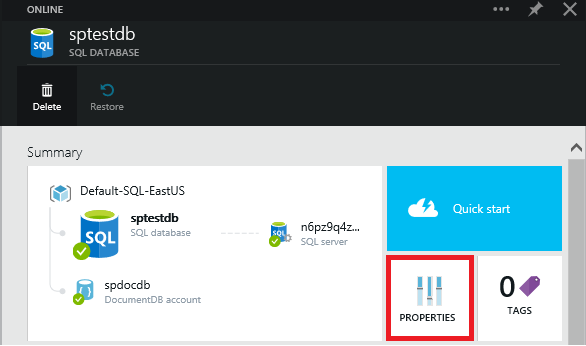 ONLINE
sptestdb
SQL DATABASE
Delete
Restore
Summary
Default-SQL-EastUS
SQL
sptestdb
SQL database
n6pz9q4z...
SQL server
spdocdb
DocumentDB account
Quick start
PROPERTIES
0
TAGS